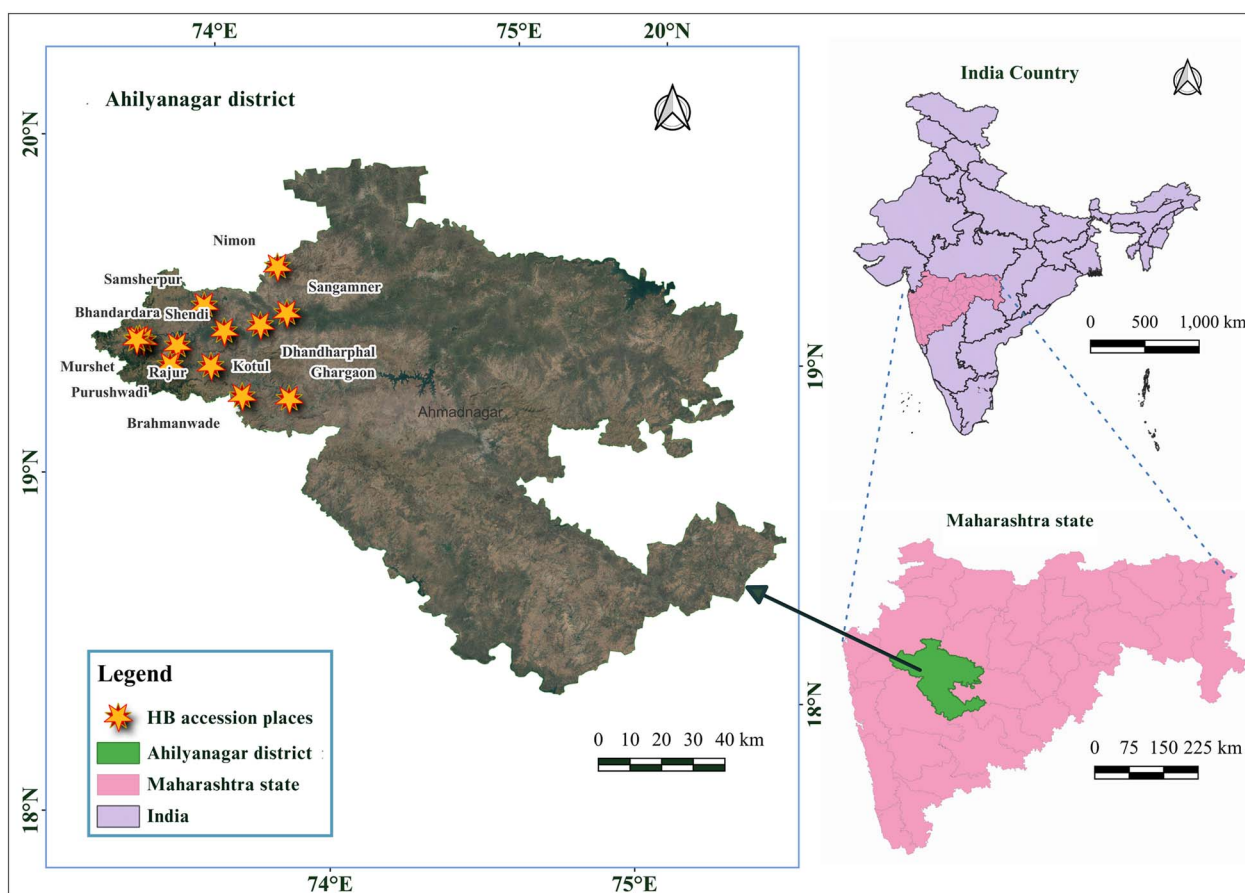 74°E
75°E
20°N
Ahilyanagar district
20°N
Nimon
Samsherpur
Sangamner
Bhandardara
Shendi
Murshet
Rajur
Kotul
Dhandharphal
Purushwadi
Ghargaon
Brahmanwade
Ahmadnagar
19°N
19°N
18°N
18°N
Legend
HB accession places
Ahilyanagar district
Maharashtra state
India
0 10 20 30 40 km
74°E
75°E
India Country
0 500 1,000 km
Maharashtra state
0 75 150 225 km